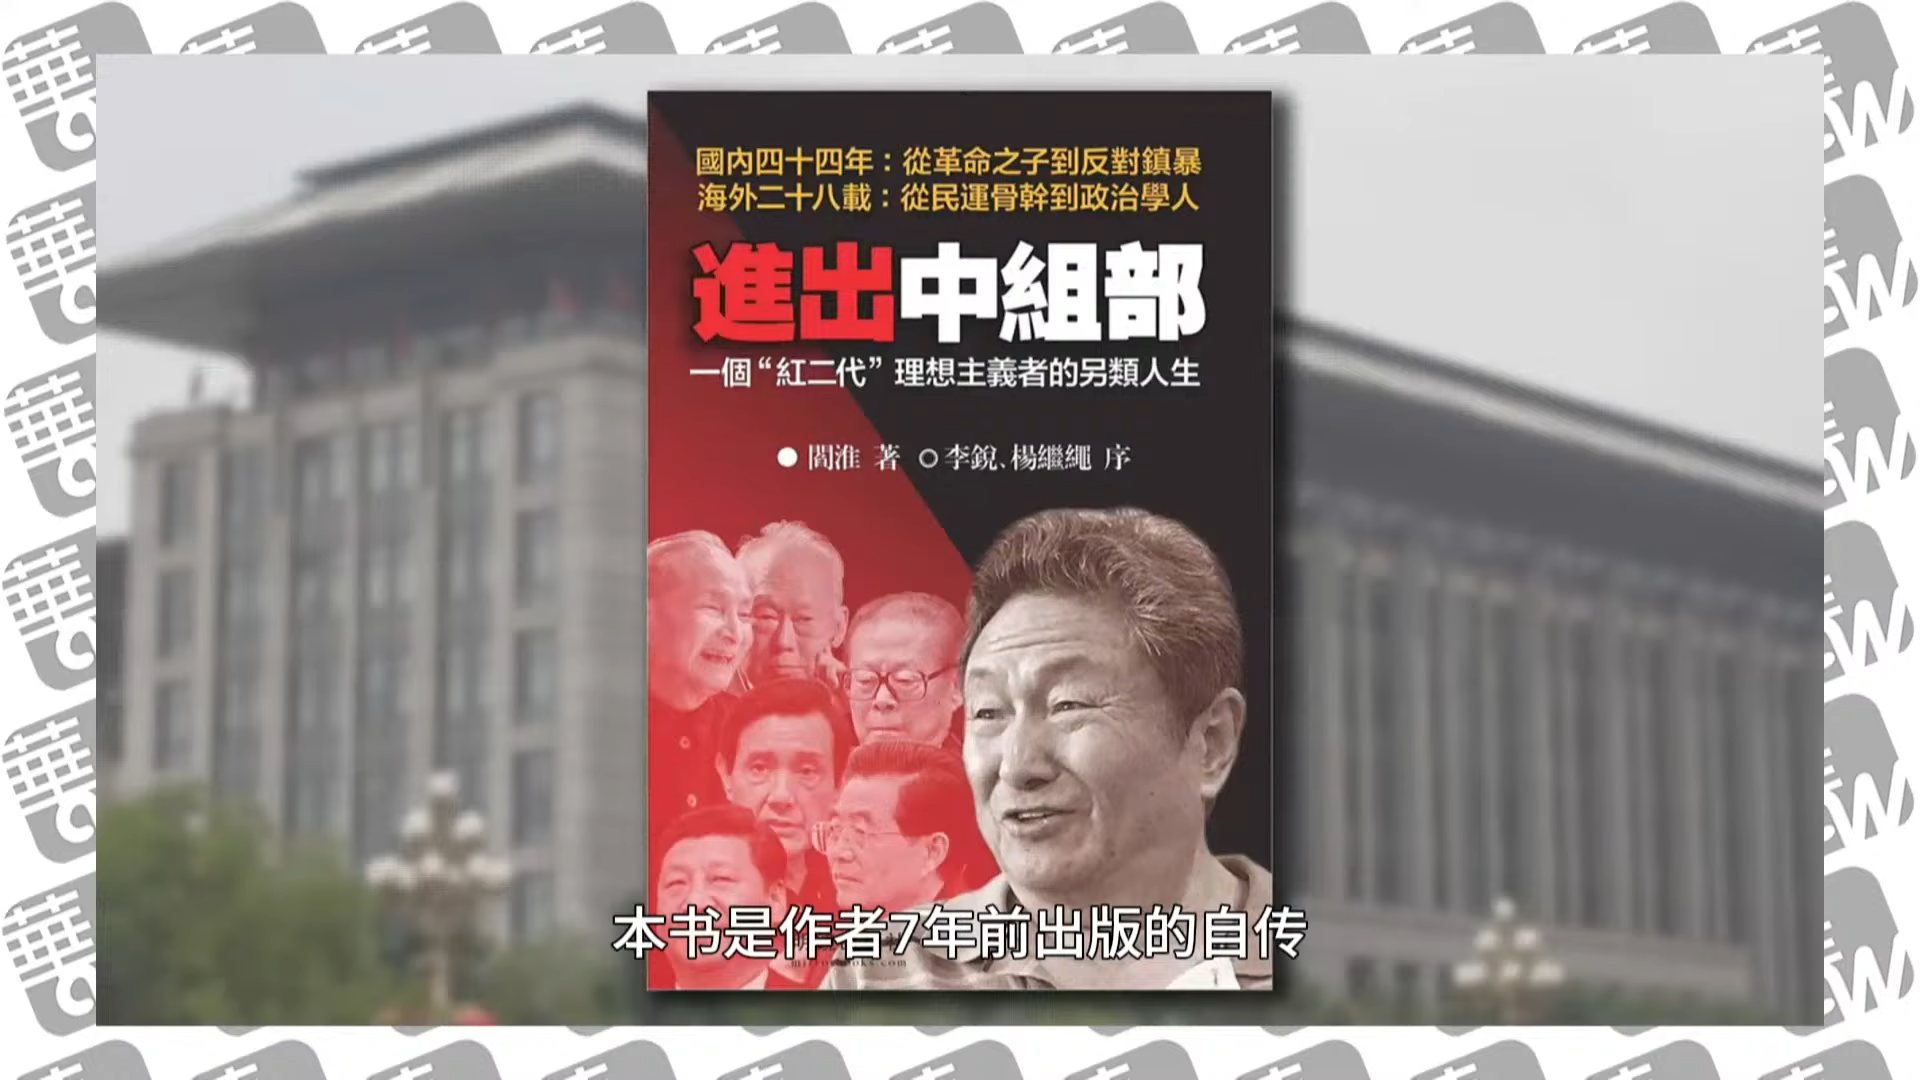 國內四十四年：從革命之子到反對鎮暴
海外二十八載：從民運骨幹到政治學人
進出中組部
一個“紅二代”理想主義者的另類人生
●閻淮 著 ○李銳、楊繼繩 序
本书是作者7年前出版的自传